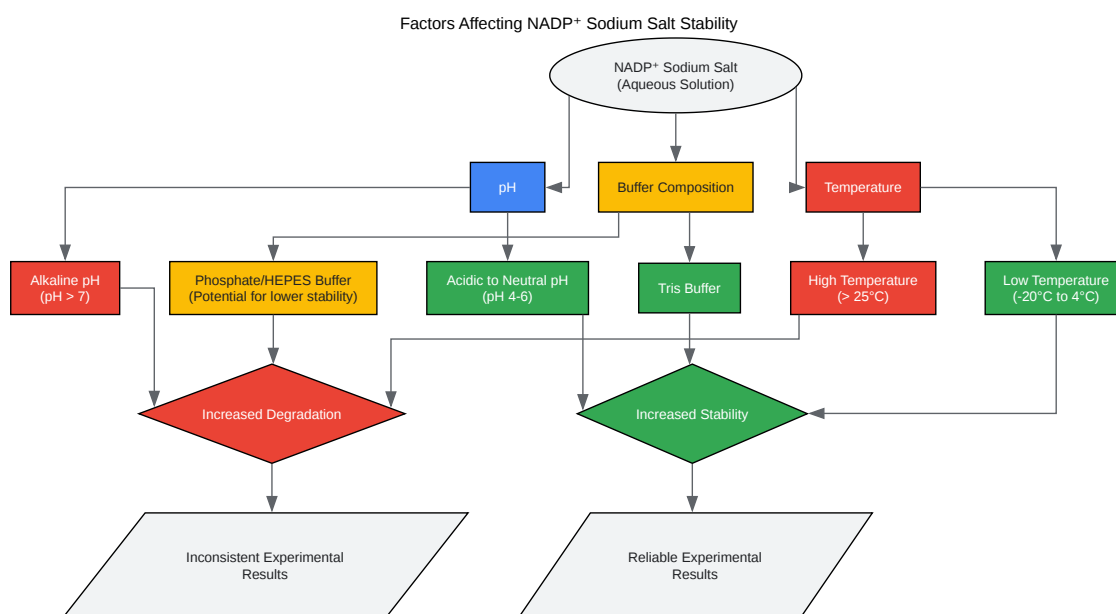 Factors Affecting NADP⁺ Sodium Salt Stability
NADP⁺ Sodium Salt
(Aqueous Solution)
pH
Buffer Composition
Temperature
Alkaline pH
(pH > 7)
Phosphate/HEPES Buffer
(Potential for lower stability)
Acidic to Neutral pH
(pH 4-6)
Tris Buffer
High Temperature
(> 25°C)
Low Temperature
(-20°C to 4°C)
Increased Degradation
Increased Stability
Inconsistent Experimental
Results
Reliable Experimental
Results